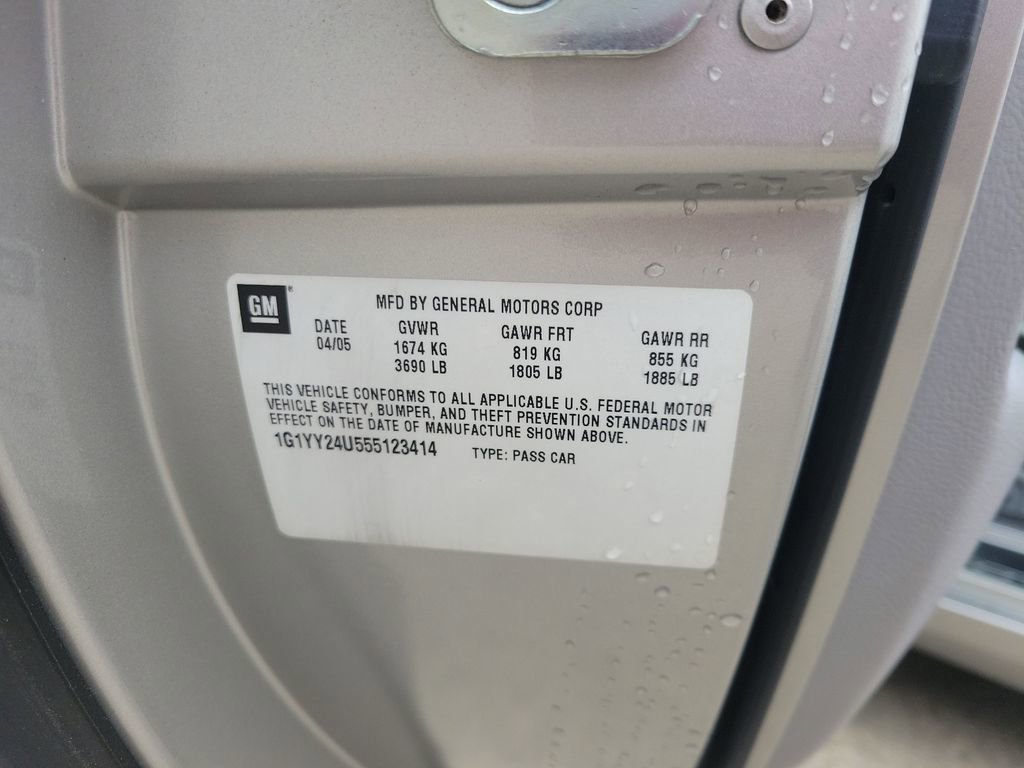 GM
MFD BY GENERAL MOTORS CORP
DATE GVWR GAWR FRT GAWR RR
04/05 1674 KG 819 KG 855 KG
3690 LB 1805 LB 1885 LB
THIS VEHICLE CONFORMS TO ALL APPLICABLE U.S. FEDERAL MOTOR
VEHICLE SAFETY, BUMPER, AND THEFT PREVENTION STANDARDS IN
EFFECT ON THE DATE OF MANUFACTURE SHOWN ABOVE.
1G1YY24U555123414 TYPE: PASS CAR